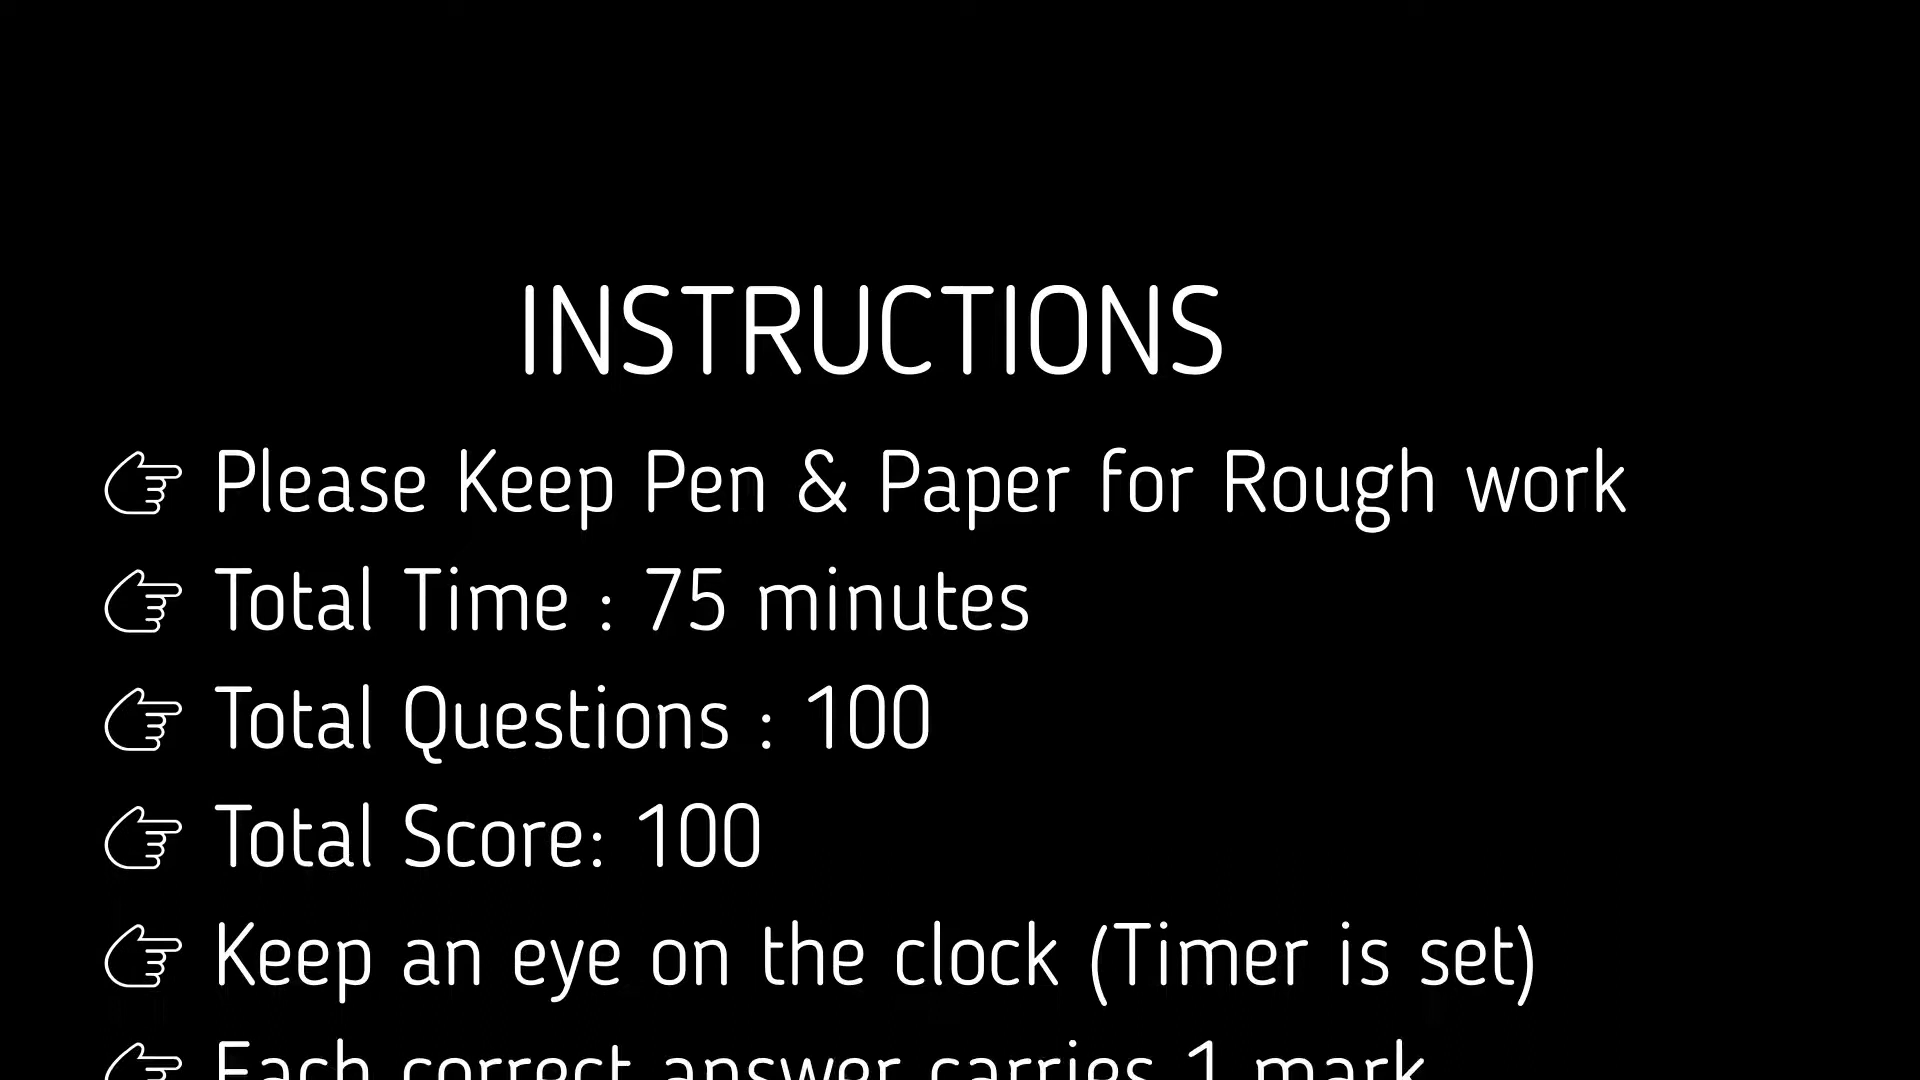 INSTRUCTIONS
☞ Please Keep Pen & Paper for Rough work
☞ Total Time : 75 minutes
☞ Total Questions : 100
☞ Total Score: 100
☞ Keep an eye on the clock (Timer is set)
☞ Each correct answer carries 1 mark